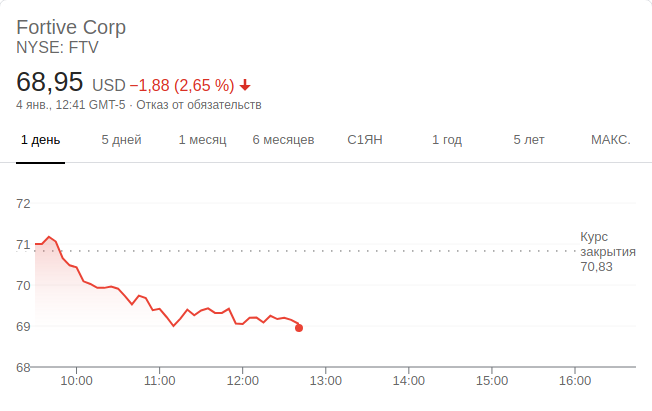 Fortive Corp
NYSE: FTV
68,95 USD −1,88 (2,65 %)
4 янв., 12:41 GMT-5 · Отказ от обязательств
1 день 5 дней 1 месяц 6 месяцев С1ЯН 1 год 5 лет МАКС.
72
71
70
69
68
Курс
закрытия
70,83
10:00 11:00 12:00 13:00 14:00 15:00 16:00